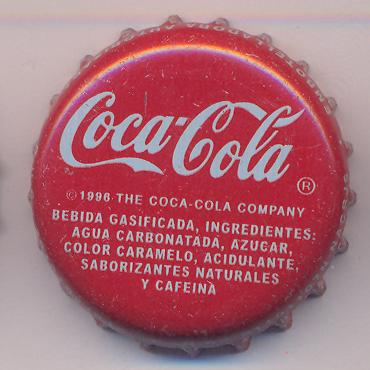 Coca-Cola®
©1996 THE COCA-COLA COMPANY
BEBIDA GASIFICADA, INGREDIENTES:
AGUA CARBONATADA, AZUCAR,
COLOR CARAMELO, ACIDULANTE,
SABORIZANTES NATURALES
Y CAFEINA